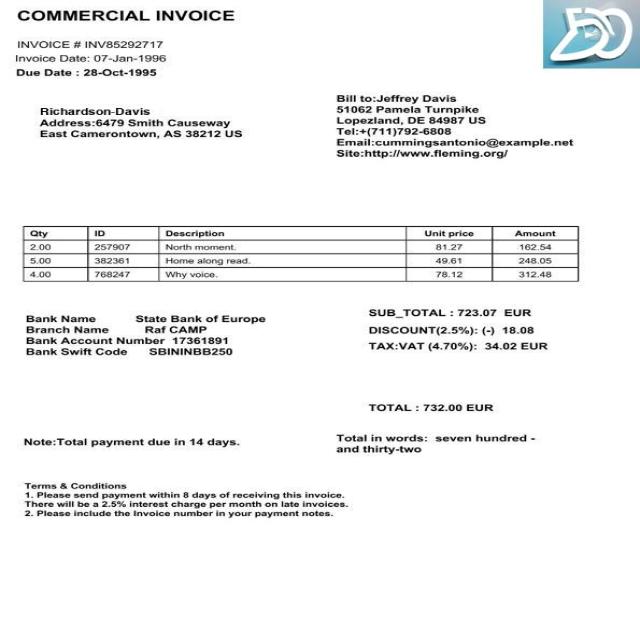 COMMERCIAL INVOICE
INVOICE # INV85292717
Invoice Date: 07-Jan-1996
Due Date : 28-Oct-1995
Richardson-Davis
Address:6479 Smith Causeway
East Camerontown, AS 38212 US
Bill to:Jeffrey Davis
51062 Pamela Turnpike
Lopezland, DE 84987 US
Tel:+(711)792-6808
Email:cummingsantonio@example.net
Site:http://www.fleming.org/
Qty ID Description Unit price Amount
2.00 257907 North moment. 81.27 162.54
5.00 382361 Home along read. 49.61 248.05
4.00 768247 Why voice. 78.12 312.48
Bank Name State Bank of Europe
Branch Name Raf CAMP
Bank Account Number 17361891
Bank Swift Code SBININBB250
SUB_TOTAL : 723.07 EUR
DISCOUNT(2.5%): (-) 18.08
TAX:VAT (4.70%): 34.02 EUR
TOTAL : 732.00 EUR
Note:Total payment due in 14 days.
Total in words: seven hundred -
and thirty-two
Terms & Conditions
1. Please send payment within 8 days of receiving this invoice.
There will be a 2.5% interest charge per month on late invoices.
2. Please include the Invoice number in your payment notes.